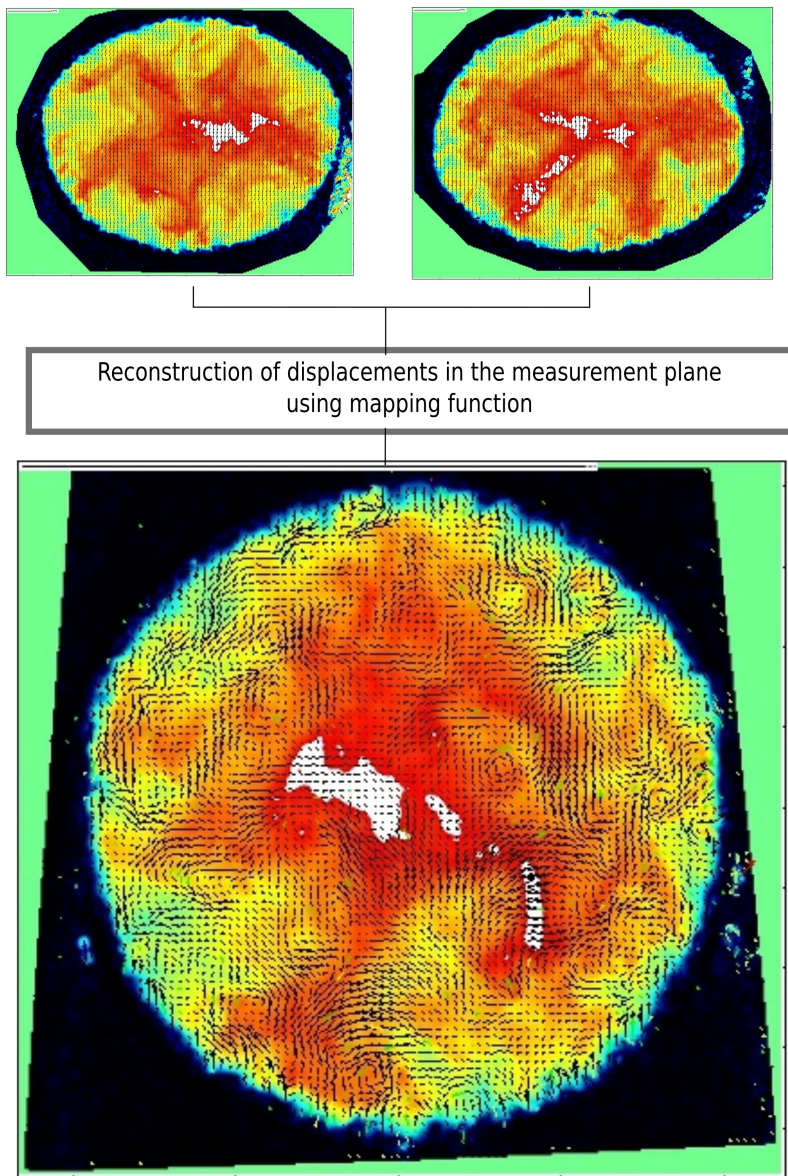 Reconstruction of displacements in the measurement plane
using mapping function